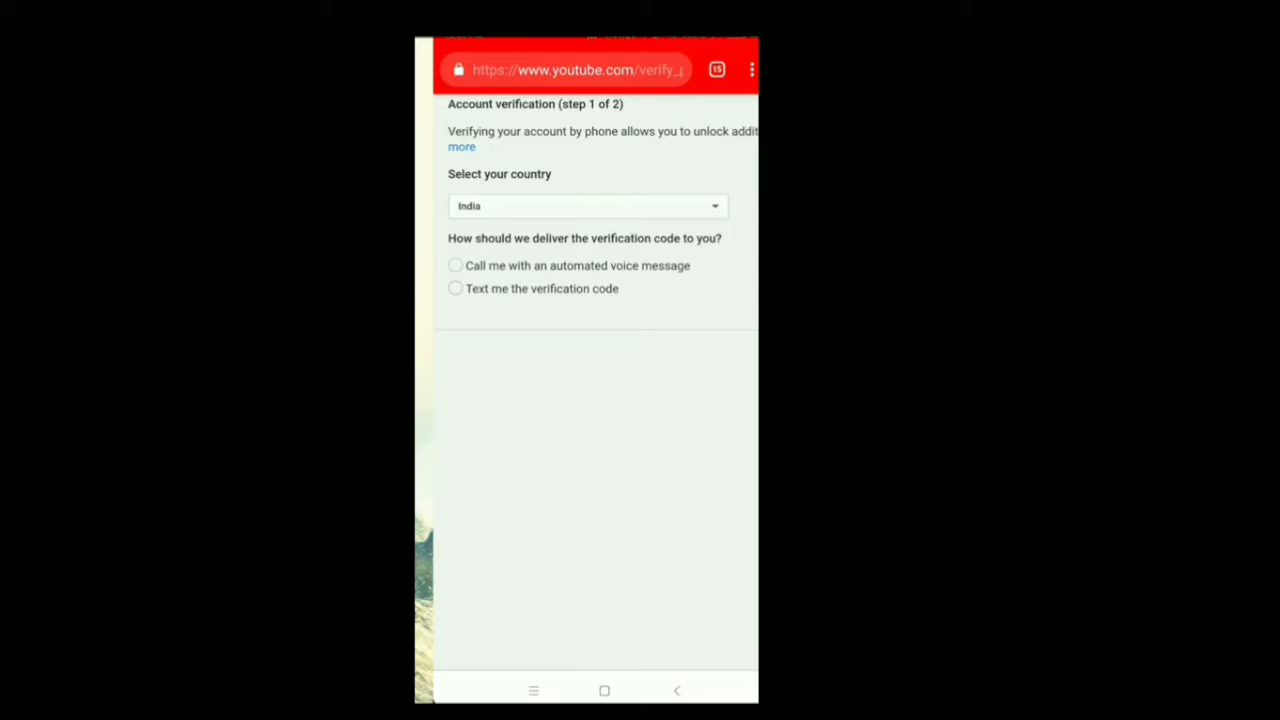 https://www.youtube.com/verify_p
15
Account verification (step 1 of 2)
Verifying your account by phone allows you to unlock addit
more
Select your country
India
How should we deliver the verification code to you?
Call me with an automated voice message
Text me the verification code